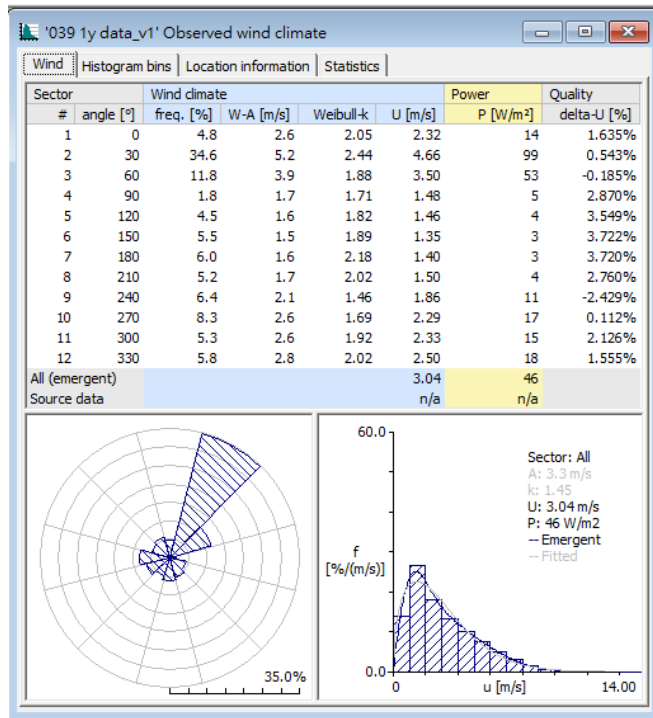 '039 1y data_v1' Observed wind climate
Wind Histogram bins Location information Statistics
Sector Wind climate Power Quality
# angle [°] freq. [%] W-A [m/s] Weibull-k U [m/s] P [W/m²] delta-U [%]
1 0 4.8 2.6 2.05 2.32 14 1.635%
2 30 34.6 5.2 2.44 4.66 99 0.543%
3 60 11.8 3.9 1.88 3.50 53 -0.185%
4 90 1.8 1.7 1.71 1.48 5 2.870%
5 120 4.5 1.6 1.82 1.46 4 3.549%
6 150 5.5 1.5 1.89 1.35 3 3.722%
7 180 6.0 1.6 2.18 1.40 3 3.720%
8 210 5.2 1.7 2.02 1.50 4 2.760%
9 240 6.4 2.1 1.46 1.86 11 -2.429%
10 270 8.3 2.6 1.69 2.29 17 0.112%
11 300 5.3 2.6 1.92 2.33 15 2.126%
12 330 5.8 2.8 2.02 2.50 18 1.555%
All (emergent) 3.04 46
Source data n/a n/a
35.0%
60.0
Sector: All
A: 3.3 m/s
k: 1.45
U: 3.04 m/s
P: 46 W/m2
-- Emergent
-- Fitted
f
[%/(m/s)]
0.0
0 u [m/s] 14.00